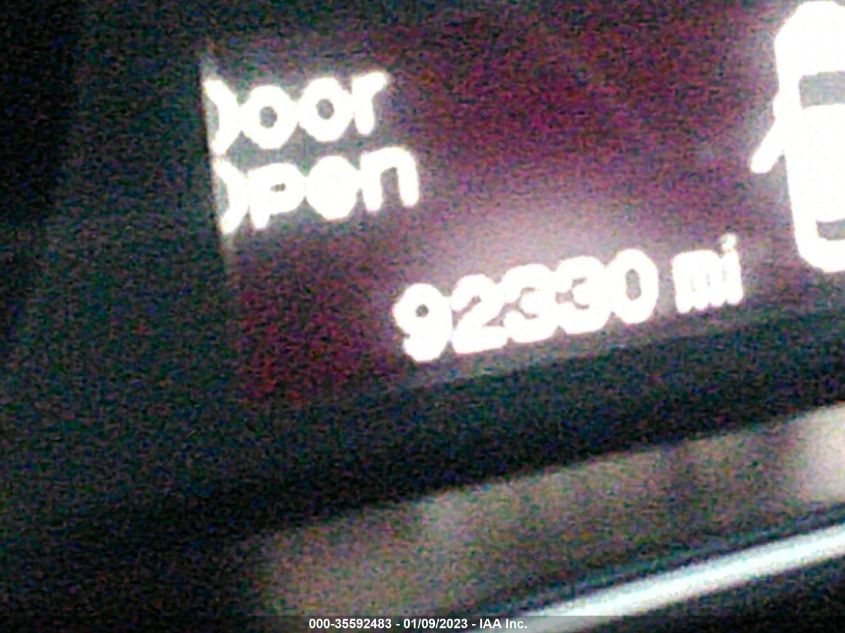 Door
Open
92330 mi
000-35592483 - 01/09/2023 - IAA Inc.